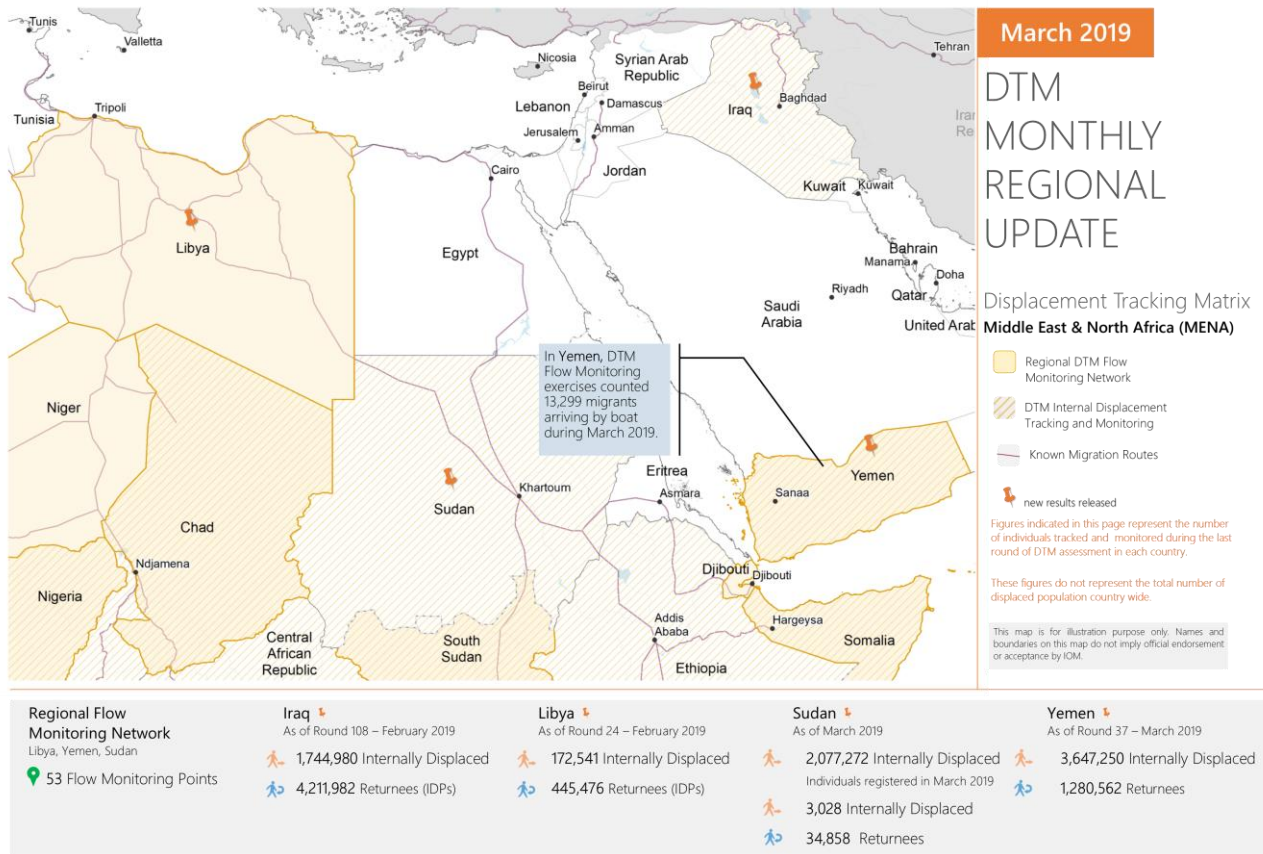 March 2019
DTM
MONTHLY
REGIONAL
UPDATE
Displacement Tracking Matrix
Middle East & North Africa (MENA)
Regional DTM Flow
Monitoring Network
DTM Internal Displacement
Tracking and Monitoring
Known Migration Routes
new results released
Figures indicated in this page represent the number
of individuals tracked and monitored during the last
round of DTM assessment in each country.
These figures do not represent the total number of
displaced population country wide.
This map is for illustration purpose only. Names and
boundaries on this map do not imply official endorsement
or acceptance by IOM.
Tunis
Valletta
Nicosia
Syrian Arab
Republic
Tehran
Tunisia
Tripoli
Lebanon
Beirut
Damascus
Iraq
Baghdad
Iran
Re
Jerusalem
Amman
Cairo
Jordan
Kuwait
Kuwait
Libya
Egypt
Bahrain
Manama
Doha
Riyadh
Qatar
Saudi
Arabia
United Arab
In Yemen, DTM
Flow Monitoring
exercises counted
13,299 migrants
arriving by boat
during March 2019.
Niger
Eritrea
Yemen
Khartoum
Asmara
Sanaa
Sudan
Chad
Ndjamena
Djibouti
Djibouti
Nigeria
Addis
Ababa
Hargeysa
Central
African
Republic
South
Sudan
Somalia
Ethiopia
Regional Flow
Monitoring Network
Libya, Yemen, Sudan
53 Flow Monitoring Points
Iraq
As of Round 108 – February 2019
1,744,980 Internally Displaced
4,211,982 Returnees (IDPs)
Libya
As of Round 24 – February 2019
172,541 Internally Displaced
445,476 Returnees (IDPs)
Sudan
As of March 2019
2,077,272 Internally Displaced
Individuals registered in March 2019
3,028 Internally Displaced
34,858 Returnees
Yemen
As of Round 37 – March 2019
3,647,250 Internally Displaced
1,280,562 Returnees